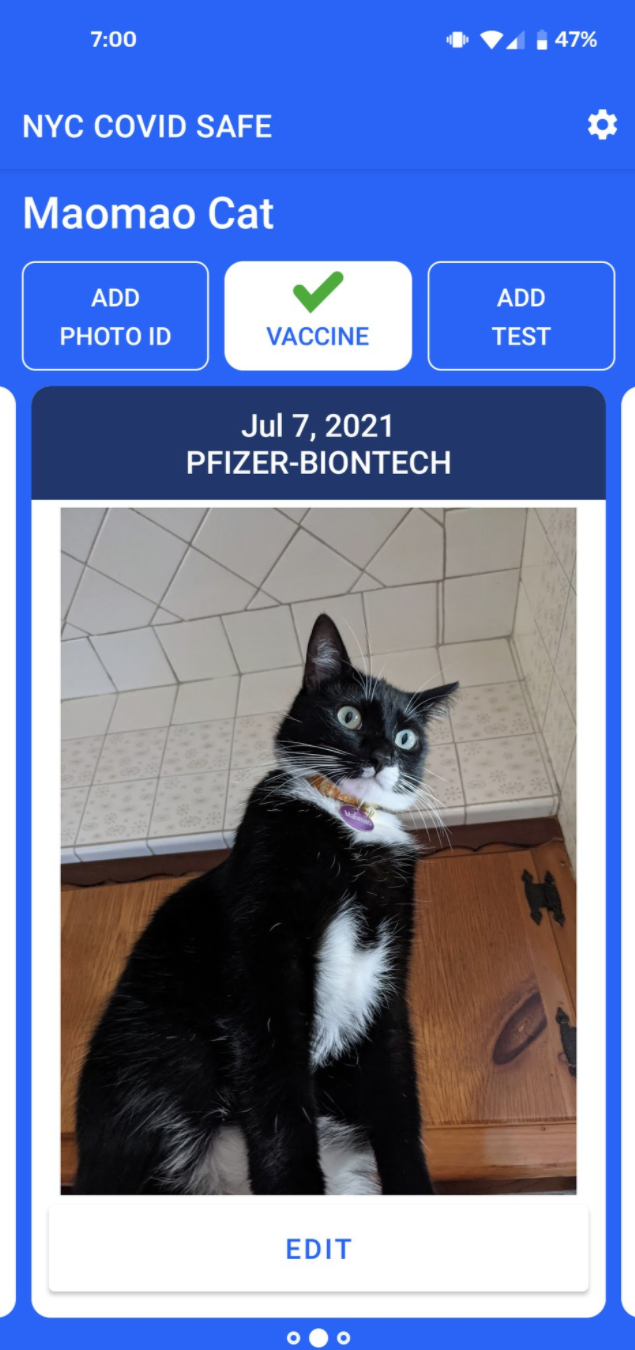 7:00 47%
NYC COVID SAFE
Maomao Cat
ADD
PHOTO ID
VACCINE
ADD
TEST
Jul 7, 2021
PFIZER-BIONTECH
EDIT